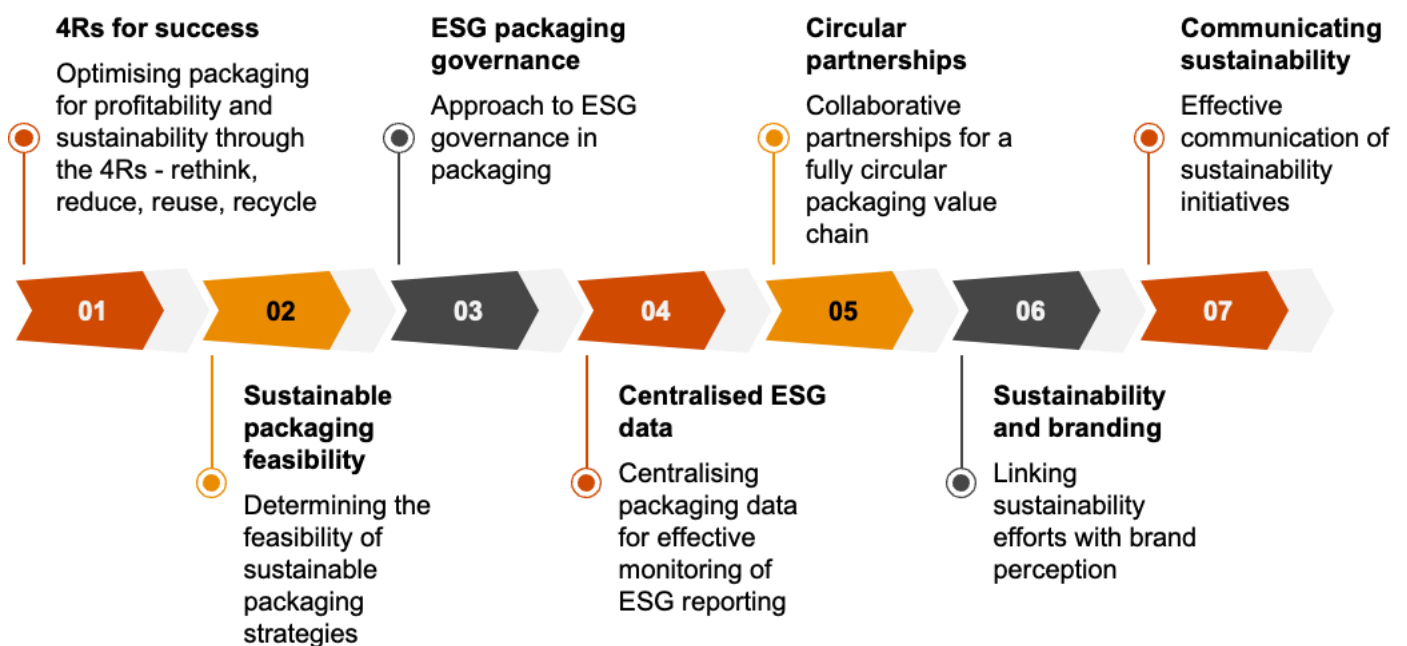 4Rs for success
Optimising packaging
for profitability and
sustainability through
the 4Rs - rethink,
reduce, reuse, recycle
ESG packaging
governance
Approach to ESG
governance in
packaging
Circular
partnerships
Collaborative
partnerships for a
fully circular
packaging value
chain
Communicating
sustainability
Effective
communication of
sustainability
initiatives
01
02
03
04
05
06
07
Sustainable
packaging
feasibility
Determining the
feasibility of
sustainable
packaging
strategies
Centralised ESG
data
Centralising
packaging data
for effective
monitoring of
ESG reporting
Sustainability
and branding
Linking
sustainability
efforts with brand
perception